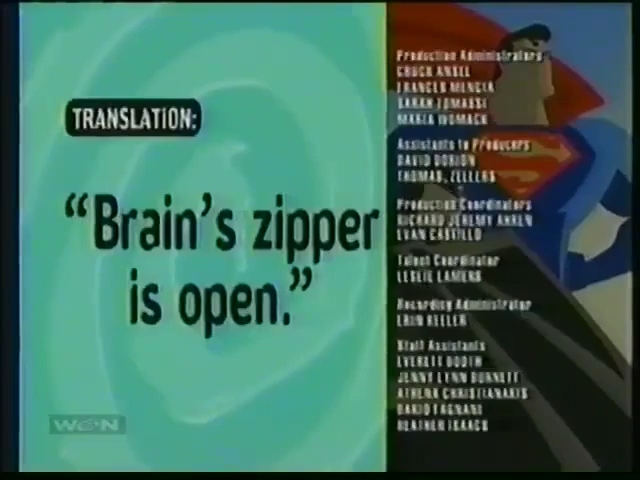 TRANSLATION:
“Brain’s zipper
is open.”
WGN
Production Administrators
CHUCK ANSEL
FRANCES MENCIA
SARAH TOMASSI
MARIA WOMACK
Assistants to Producers
DAVID DORION
THOMAS, ZELLERS
Production Coordinators
RICHARD JEREMY AHREN
EVAN CASTILLO
Talent Coordinator
LESLIE LAMERS
Recording Administrator
ERIN KELLER
Staff Assistants
EVERETT BOOTH
JENNY LYNN BURNETT
ATHENA CHRISTIANAKIS
DAVID FAGNANI
HEATHER ISAACS